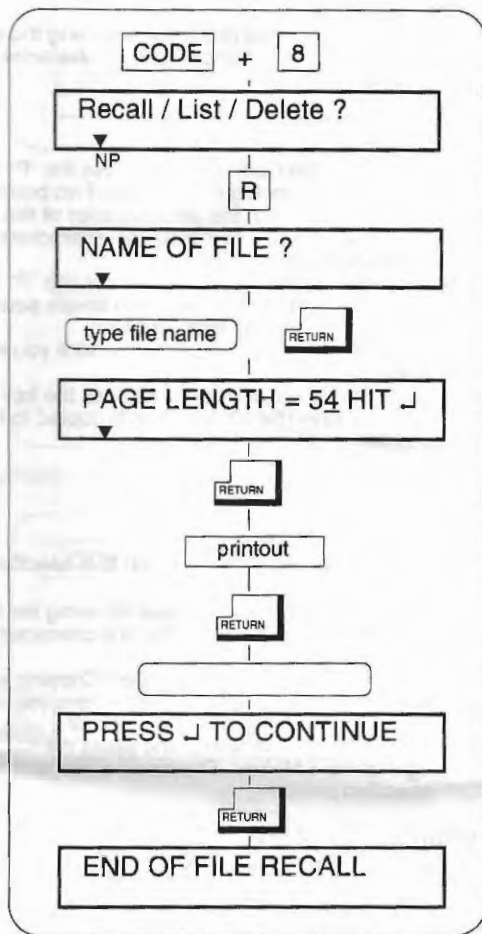 CODE + 8
Recall / List / Delete ?
NP
R
NAME OF FILE ?
type file name RETURN
PAGE LENGTH = 54 HIT ↵
RETURN
printout
RETURN
PRESS ↵ TO CONTINUE
RETURN
END OF FILE RECALL